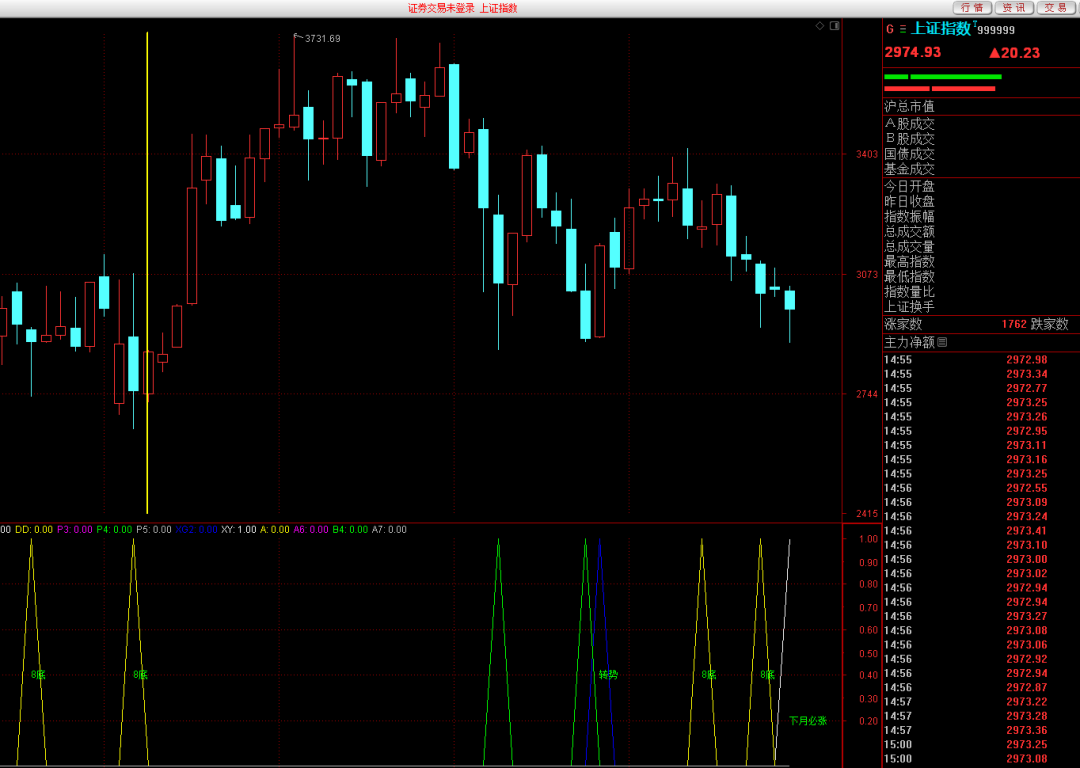 证券交易未登录 上证指数
行情 资讯 交易
G 上证指数 999999
2974.93 ▲20.23
沪总市值
A股成交
B股成交
国债成交
基金成交
今日开盘
昨日收盘
指数振幅
总成交额
总成交量
最高指数
最低指数
指数量比
上证换手
涨家数 1762 跌家数
主力净额
3731.69
3403
3073
2744
2415
00 DD: 0.00 P3: 0.00 P4: 0.00 P5: 0.00 XY: 1.00 A: 0.00 A6: 0.00 B4: 0.00 A7: 0.00
1.00
0.90
0.80
0.70
0.60
0.50
0.40
0.30
0.20
8底 8底 转势 8底 8底
下月必涨
14:55 2972.98
14:55 2973.34
14:55 2972.77
14:55 2973.25
14:55 2973.26
14:55 2972.95
14:55 2973.11
14:55 2973.16
14:55 2973.25
14:56 2972.55
14:56 2973.09
14:56 2973.24
14:56 2973.41
14:56 2973.10
14:56 2973.00
14:56 2973.02
14:56 2972.94
14:56 2972.94
14:56 2973.27
14:56 2973.08
14:56 2973.06
14:56 2972.92
14:56 2972.94
14:56 2972.87
14:57 2973.22
14:57 2973.28
14:57 2973.36
15:00 2973.25
15:00 2973.08